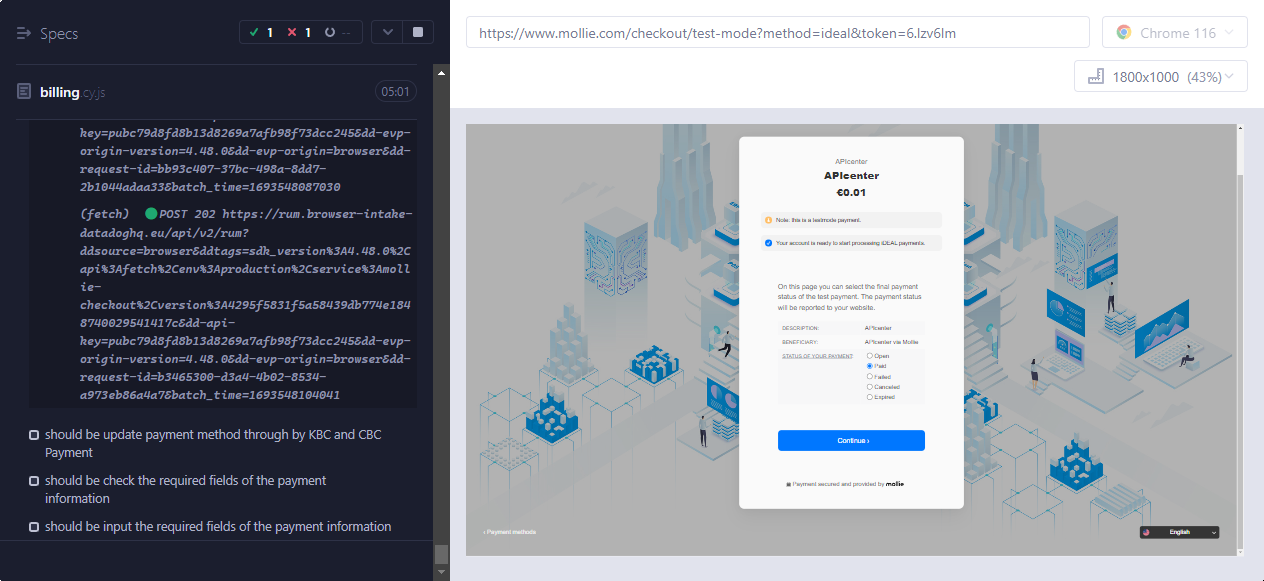 Specs
1
1
--
billing.cy.js
05:01
key=pubc79d8fd8b13d8269a7afb98f73dcc245&dd-evp-
origin-version=4.48.0&dd-evp-origin=browser&dd-
request-id=bb93c407-37bc-498a-8dd7-
2b1044adaa33&batch_time=1693548087030
(fetch) POST 202 https://rum.browser-intake-
datadoghq.eu/api/v2/rum?
ddsource=browser&ddtags=sdk_version%3A4.48.0%2C
api%3Afetch%2Cenv%3Aproduction%2Cservice%3Amoll
ie-
checkout%2Cversion%3A4295f5831f5a58439db774e184
87400295414​17c&dd-api-
key=pubc79d8fd8b13d8269a7afb98f73dcc245&dd-evp-
origin-version=4.48.0&dd-evp-origin=browser&dd-
request-id=b3465300-d3a4-4b02-8534-
a973eb86a4a7&batch_time=1693548104041
should be update payment method through by KBC and CBC
Payment
should be check the required fields of the payment
information
should be input the required fields of the payment information
https://www.mollie.com/checkout/test-mode?method=ideal&token=6.lzv6lm
Chrome 116
1800x1000 (43%)
APIcenter
APIcenter
€0.01
Note: this is a testmode payment.
Your account is ready to start processing iDEAL payments.
On this page you can select the final payment
status of the test payment. The payment status
will be reported to your website.
DESCRIPTION: APIcenter
BENEFICIARY: APIcenter via Mollie
STATUS OF YOUR PAYMENT: Open
Paid
Failed
Canceled
Expired
Continue ›
Payment secured and provided by mollie
‹ Payment methods
English